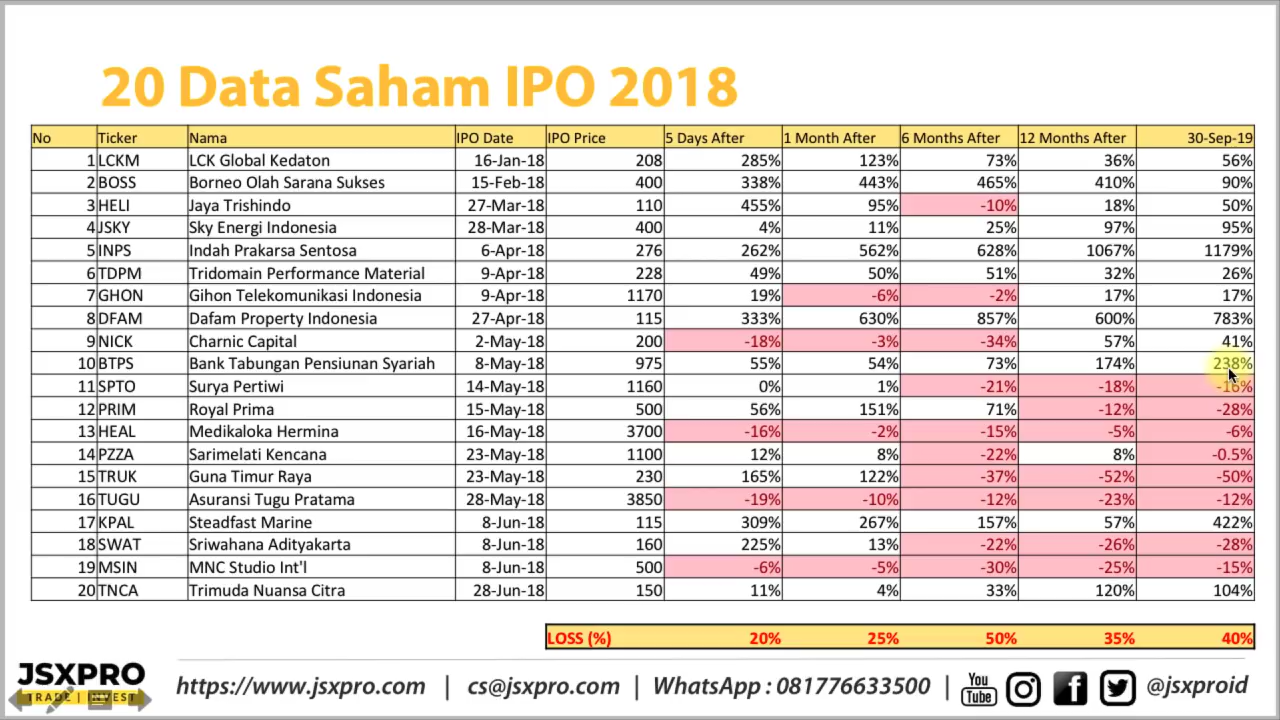 20 Data Saham IPO 2018
No Ticker Nama IPO Date IPO Price 5 Days After 1 Month After 6 Months After 12 Months After 30-Sep-19
1 LCKM LCK Global Kedaton 16-Jan-18 208 285% 123% 73% 36% 56%
2 BOSS Borneo Olah Sarana Sukses 15-Feb-18 400 338% 443% 465% 410% 90%
3 HELI Jaya Trishindo 27-Mar-18 110 455% 95% -10% 18% 50%
4 JSKY Sky Energi Indonesia 28-Mar-18 400 4% 11% 25% 97% 95%
5 INPS Indah Prakarsa Sentosa 6-Apr-18 276 262% 562% 628% 1067% 1179%
6 TDPM Tridomain Performance Material 9-Apr-18 228 49% 50% 51% 32% 26%
7 GHON Gihon Telekomunikasi Indonesia 9-Apr-18 1170 19% -6% -2% 17% 17%
8 DFAM Dafam Property Indonesia 27-Apr-18 115 333% 630% 857% 600% 783%
9 NICK Charnic Capital 2-May-18 200 -18% -3% -34% 57% 41%
10 BTPS Bank Tabungan Pensiunan Syariah 8-May-18 975 55% 54% 73% 174% 238%
11 SPTO Surya Pertiwi 14-May-18 1160 0% 1% -21% -18% -16%
12 PRIM Royal Prima 15-May-18 500 56% 151% 71% -12% -28%
13 HEAL Medikaloka Hermina 16-May-18 3700 -16% -2% -15% -5% -6%
14 PZZA Sarimelati Kencana 23-May-18 1100 12% 8% -22% 8% -0.5%
15 TRUK Guna Timur Raya 23-May-18 230 165% 122% -37% -52% -50%
16 TUGU Asuransi Tugu Pratama 28-May-18 3850 -19% -10% -12% -23% -12%
17 KPAL Steadfast Marine 8-Jun-18 115 309% 267% 157% 57% 422%
18 SWAT Sriwahana Adityakarta 8-Jun-18 160 225% 13% -22% -26% -28%
19 MSIN MNC Studio Int'l 8-Jun-18 500 -6% -5% -30% -25% -15%
20 TNCA Trimuda Nuansa Citra 28-Jun-18 150 11% 4% 33% 120% 104%
LOSS (%) 20% 25% 50% 35% 40%
JSXPRO
TRADE | INVEST
https://www.jsxpro.com | cs@jsxpro.com | WhatsApp : 081776633500 | You Tube @jsxproid